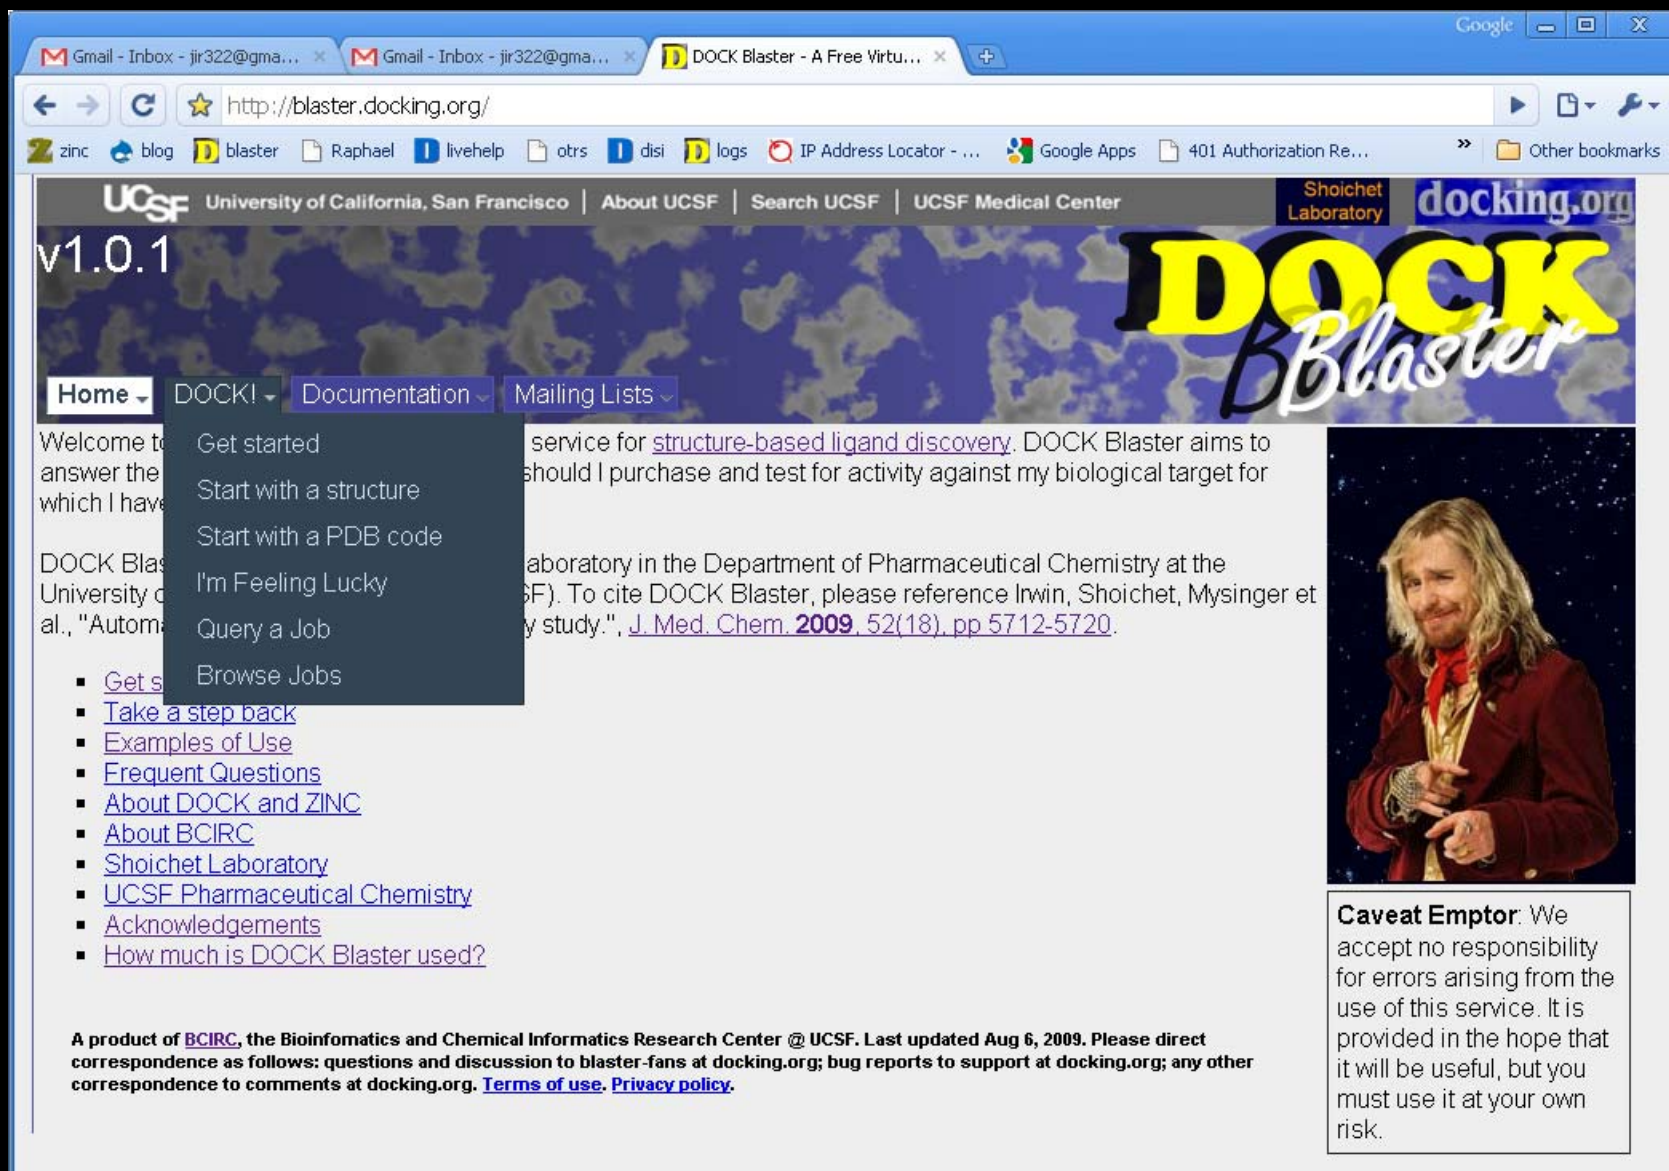 Google
Gmail - Inbox - jir322@gma...
Gmail - Inbox - jir322@gma...
DOCK Blaster - A Free Virtu...
http://blaster.docking.org/
zinc blog blaster Raphael livehelp otrs disi logs IP Address Locator - ... Google Apps 401 Authorization Re... » Other bookmarks
UCSF University of California, San Francisco | About UCSF | Search UCSF | UCSF Medical Center
Shoichet
Laboratory
docking.org
v1.0.1
DOCK
Blaster
Home DOCK! Documentation Mailing Lists
Get started
Start with a structure
Start with a PDB code
I'm Feeling Lucky
Query a Job
Browse Jobs
Welcome to service for structure-based ligand discovery. DOCK Blaster aims to
answer the should I purchase and test for activity against my biological target for
which I have
DOCK Blas aboratory in the Department of Pharmaceutical Chemistry at the
University o SF). To cite DOCK Blaster, please reference Irwin, Shoichet, Mysinger et
al., "Autom y study.", J. Med. Chem. 2009, 52(18), pp 5712-5720.
Get s
Take a step back
Examples of Use
Frequent Questions
About DOCK and ZINC
About BCIRC
Shoichet Laboratory
UCSF Pharmaceutical Chemistry
Acknowledgements
How much is DOCK Blaster used?
Caveat Emptor: We
accept no responsibility
for errors arising from the
use of this service. It is
provided in the hope that
it will be useful, but you
must use it at your own
risk.
A product of BCIRC, the Bioinfomatics and Chemical Informatics Research Center @ UCSF. Last updated Aug 6, 2009. Please direct
correspondence as follows: questions and discussion to blaster-fans at docking.org; bug reports to support at docking.org; any other
correspondence to comments at docking.org. Terms of use. Privacy policy.